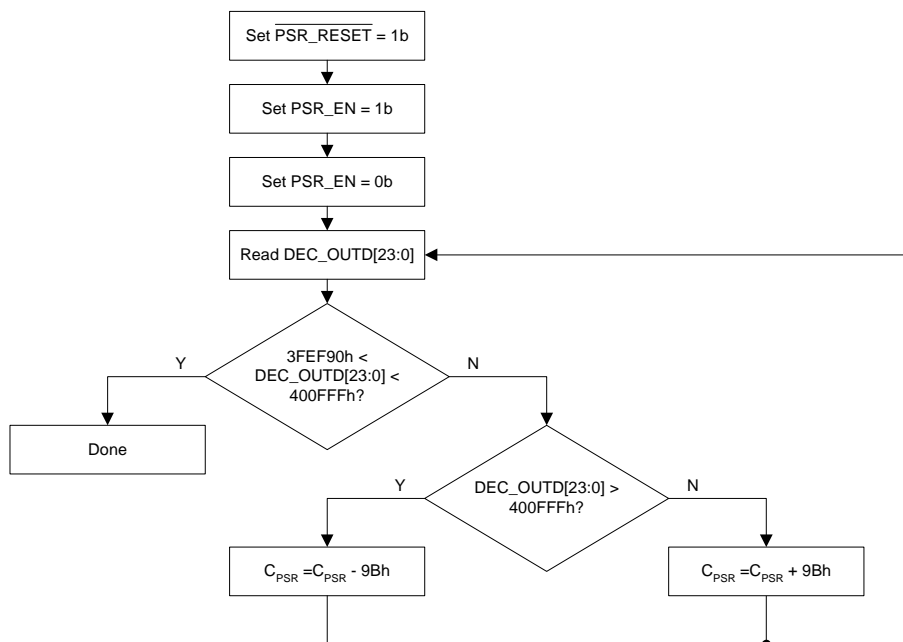 Set PSR_RESET = 1b
Set PSR_EN = 1b
Set PSR_EN = 0b
Read DEC_OUTD[23:0]
3FEF90h <
DEC_OUTD[23:0] <
400FFFh?
Y
N
Done
DEC_OUTD[23:0] >
400FFFh?
Y
N
CPSR =CPSR - 9Bh
CPSR =CPSR + 9Bh